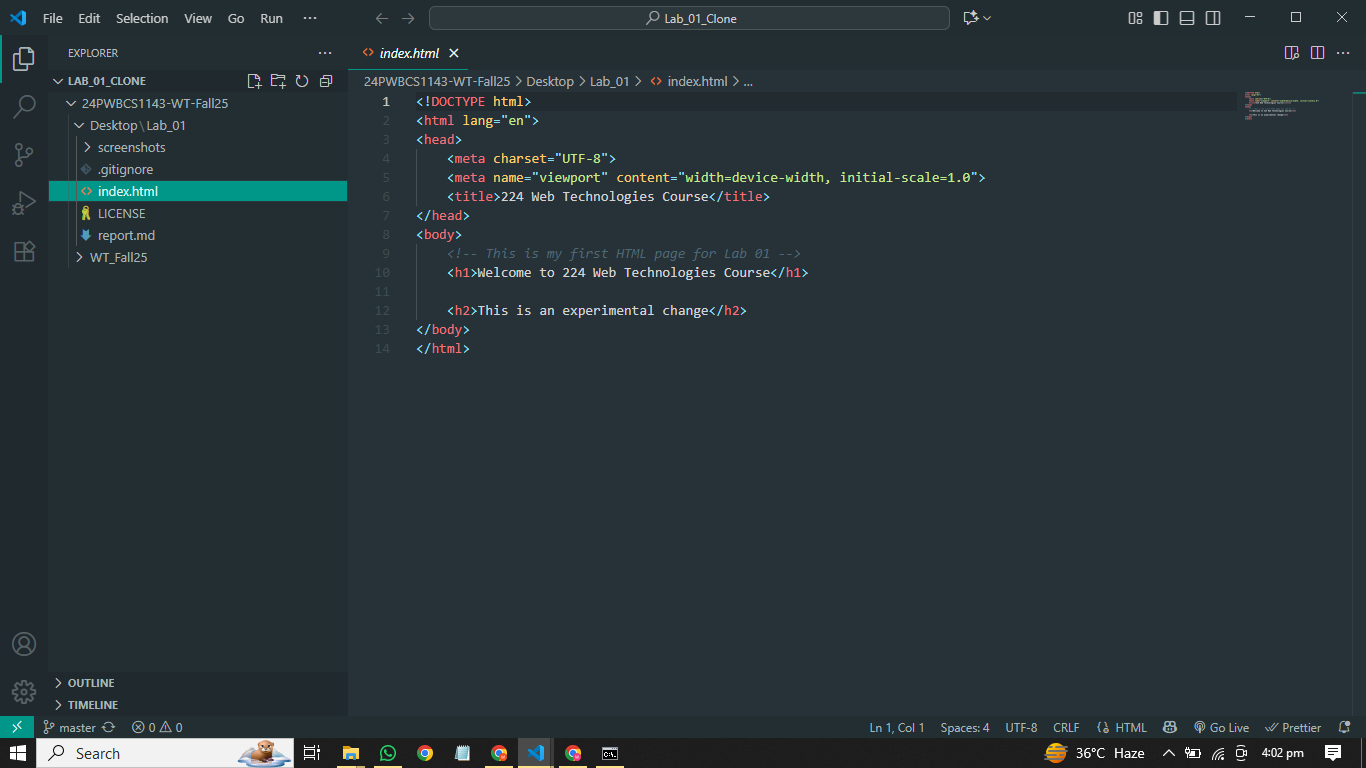 File Edit Selection View Go Run ···
Lab_01_Clone
EXPLORER
LAB_01_CLONE
24PWBCS1143-WT-Fall25
Desktop\Lab_01
screenshots
.gitignore
index.html
LICENSE
report.md
WT_Fall25
OUTLINE
TIMELINE
index.html
24PWBCS1143-WT-Fall25 > Desktop > Lab_01 > index.html > ...
1 <!DOCTYPE html>
2 <html lang="en">
3 <head>
4 <meta charset="UTF-8">
5 <meta name="viewport" content="width=device-width, initial-scale=1.0">
6 <title>224 Web Technologies Course</title>
7 </head>
8 <body>
9 <!-- This is my first HTML page for Lab 01 -->
10 <h1>Welcome to 224 Web Technologies Course</h1>
11
12 <h2>This is an experimental change</h2>
13 </body>
14 </html>
master 0 0 Ln 1, Col 1 Spaces: 4 UTF-8 CRLF {} HTML Go Live Prettier
Search 36°C Haze 4:02 pm